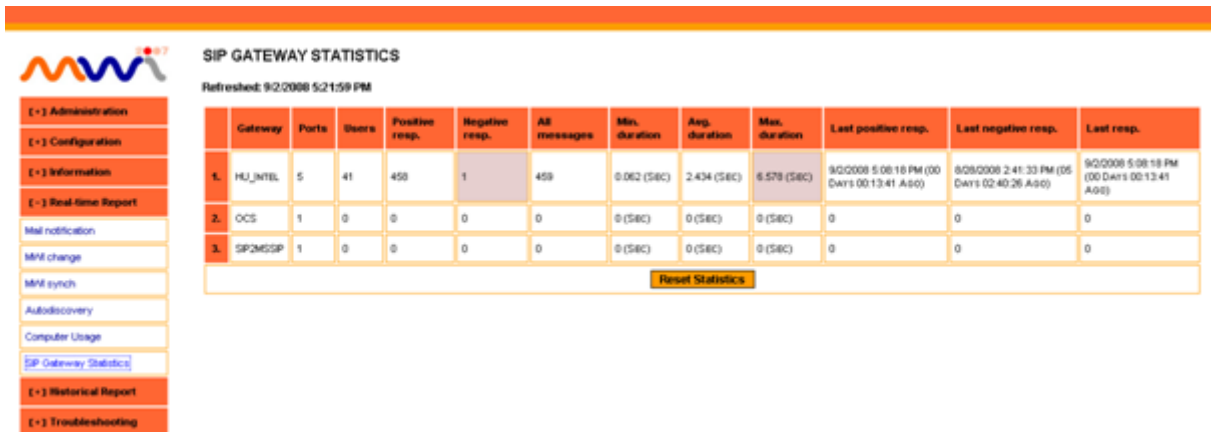 MWI 2007
SIP GATEWAY STATISTICS
Refreshed: 9/2/2008 5:21:59 PM
[+] Administration
[+] Configuration
[+] Information
[-] Real-time Report
Mail notification
MWI change
MWI synch
Autodiscovery
Computer Usage
SIP Gateway Statistics
[+] Historical Report
[+] Troubleshooting
Gateway Ports Users Positive resp. Negative resp. All messages Min. duration Avg. duration Max. duration Last positive resp. Last negative resp. Last resp.
1. HU_INTEL 5 41 458 1 459 0.062 (SEC) 2.434 (SEC) 6.578 (SEC) 9/2/2008 5:08:18 PM (00 DAYS 00:13:41 AGO) 8/28/2008 2:41:33 PM (05 DAYS 02:40:26 AGO) 9/2/2008 5:08:18 PM (00 DAYS 00:13:41 AGO)
2. OCS 1 0 0 0 0 0 (SEC) 0 (SEC) 0 (SEC) 0 0 0
3. SIP2MSSIP 1 0 0 0 0 0 (SEC) 0 (SEC) 0 (SEC) 0 0 0
Reset Statistics